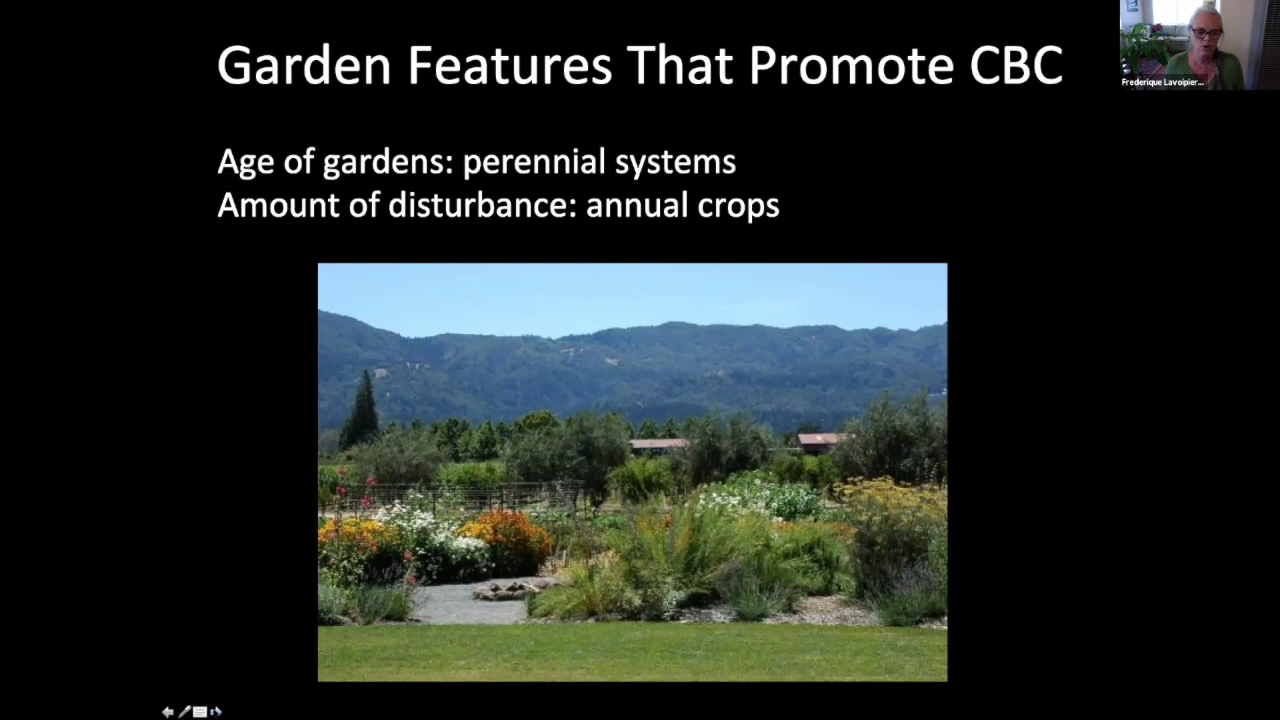 Garden Features That Promote CBC
Frederique Lavoipier...
Age of gardens: perennial systems
Amount of disturbance: annual crops